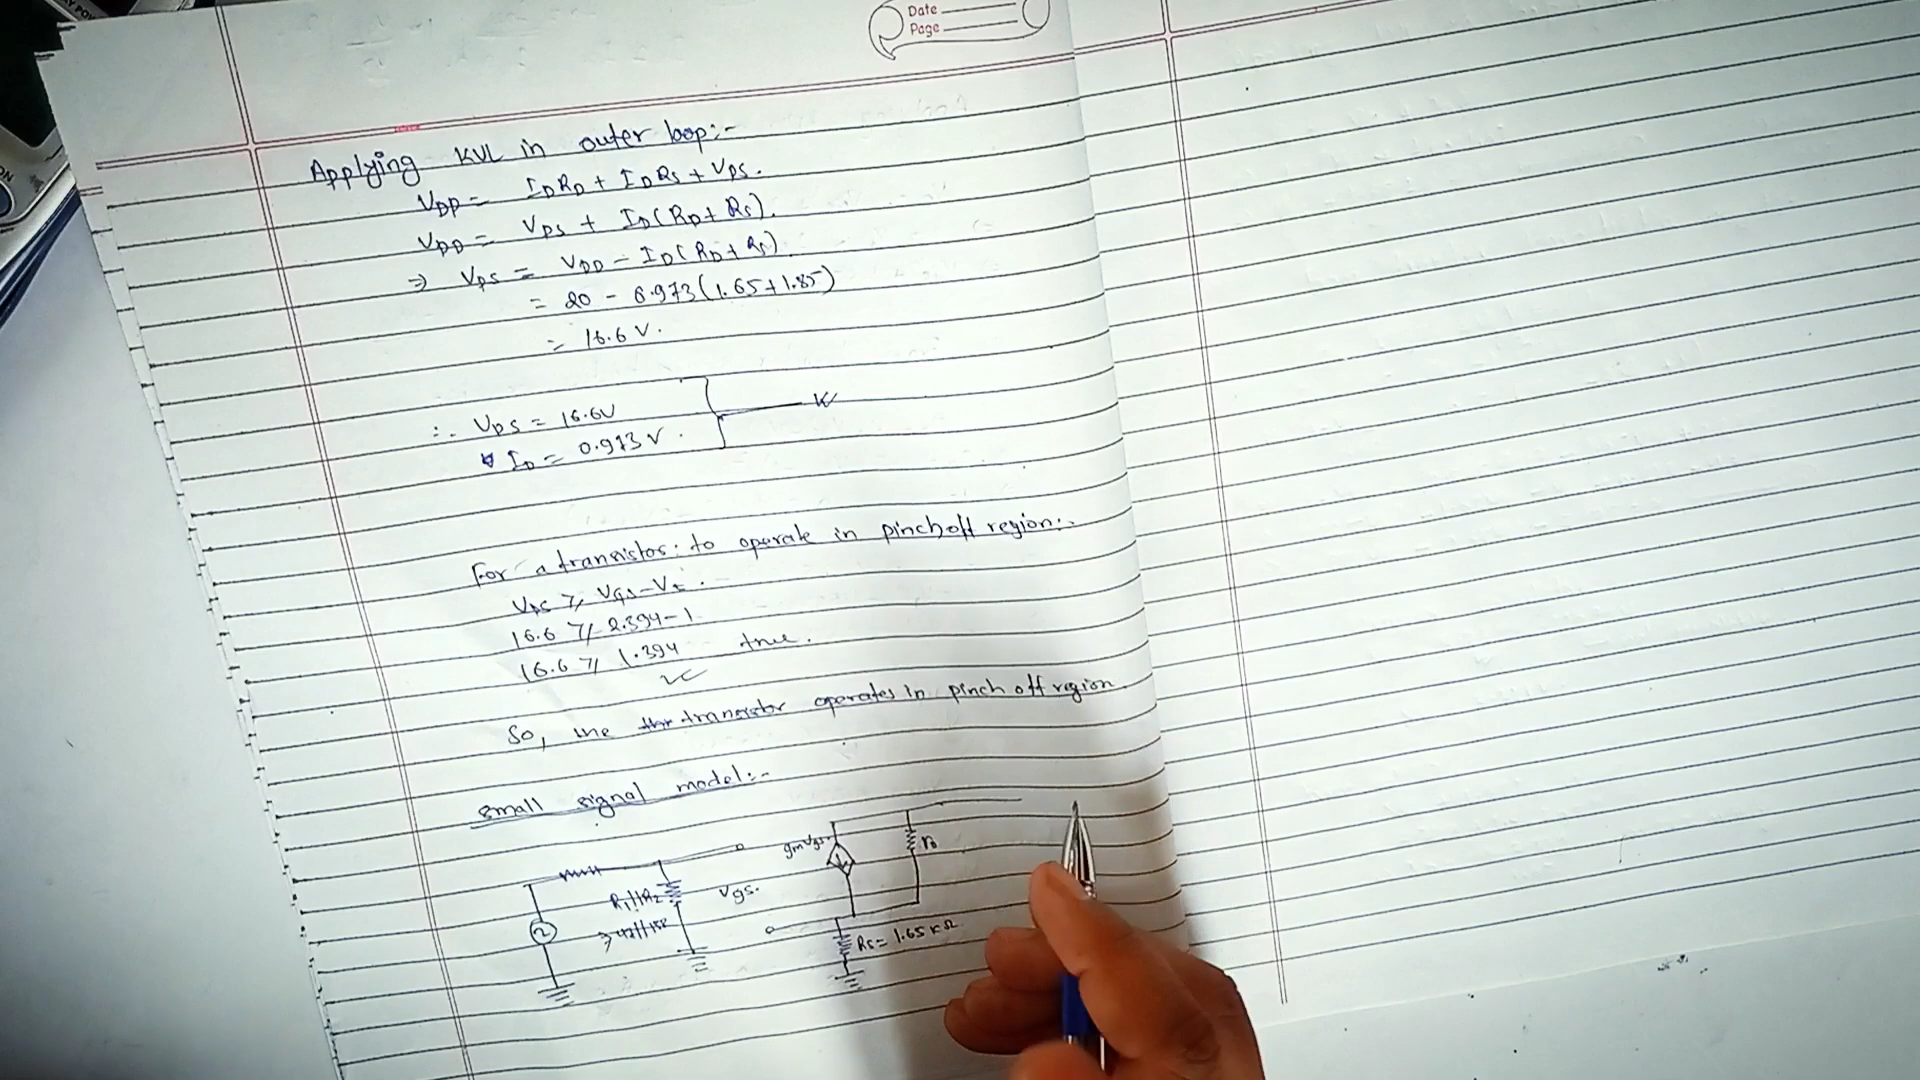 Date
Page
Applying KVL in outer loop:-
VDD = IDRD + IDRS + VDS.
VDD = VDS + ID(RD + RS).
⇒ VDS = VDD - ID(RD + RS).
= 20 - 0.973(1.65+1.85)
= 16.6 V.
∴ VDS = 16.6V
ID = 0.973 V.
For a transistor to operate in pinch off region:-
VDS ≥ VGS - Vt.
16.6 ≥ 2.394-1
16.6 ≥ 1.394 true.
So, the transistor operates in pinch off region.
small signal model:-
gmVgs
ro
R1||R2
Vgs.
RS = 1.65 KΩ